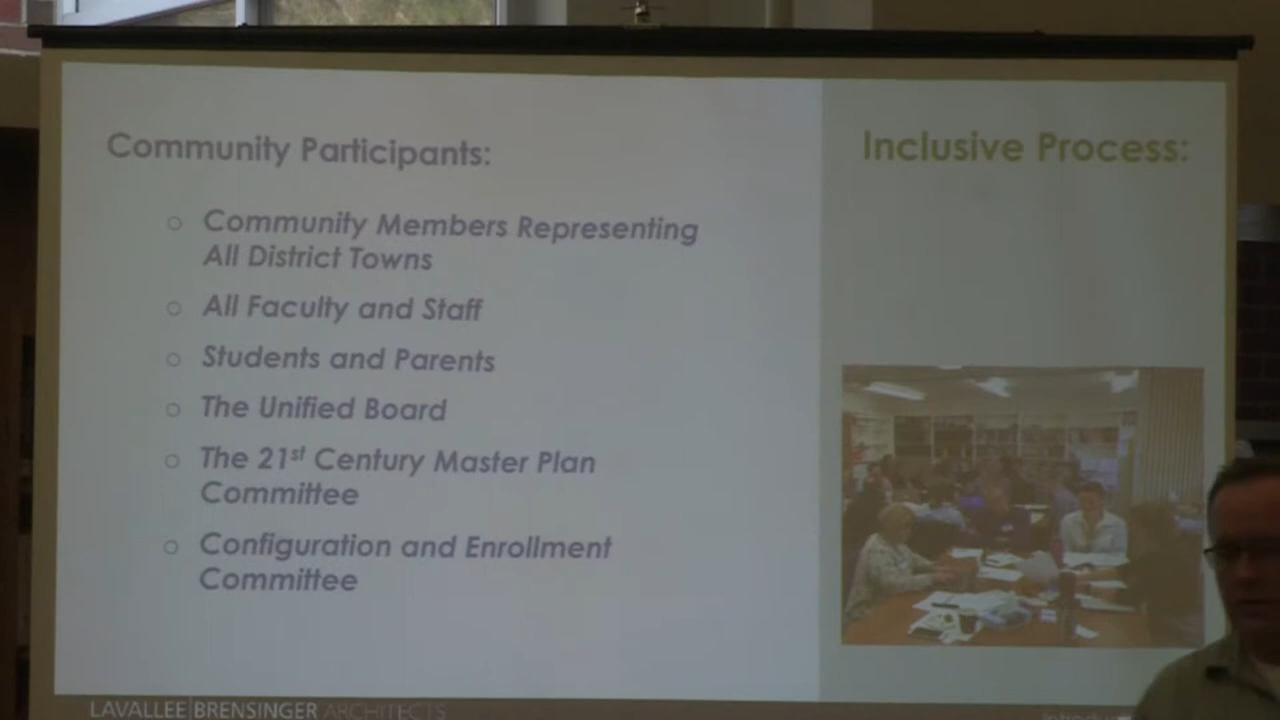 Community Participants:
Inclusive Process:
Community Members Representing
All District Towns
All Faculty and Staff
Students and Parents
The Unified Board
The 21st Century Master Plan
Committee
Configuration and Enrollment
Committee
LAVALLEE|BRENSINGER ARCHITECTS